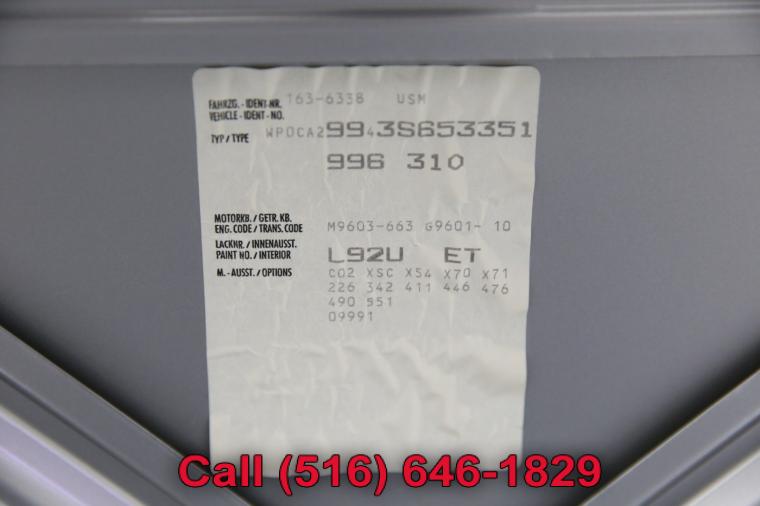 FAHRZG. - IDENT-NR. 163-6338 USM
VEHICLE - IDENT - NO.
TYP / TYPE WP0CA29943S653351
996 310
MOTORKB. / GETR. KB.
ENG. CODE / TRANS. CODE M9603-663 G9601- 10
LACKNR. / INNENAUSST.
PAINT NO. / INTERIOR L92U ET
M. - AUSST. / OPTIONS C02 XSC X54 X70 X71
226 342 411 446 476
490 551
09991
Call (516) 646-1829